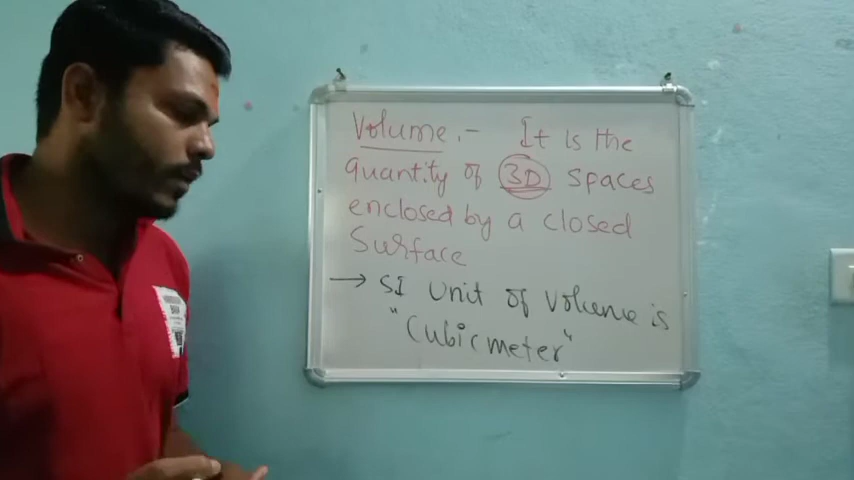 Volume :- It is the
quantity of 3D spaces
enclosed by a closed
Surface
→ SI Unit of Volume is
"Cubic meter"